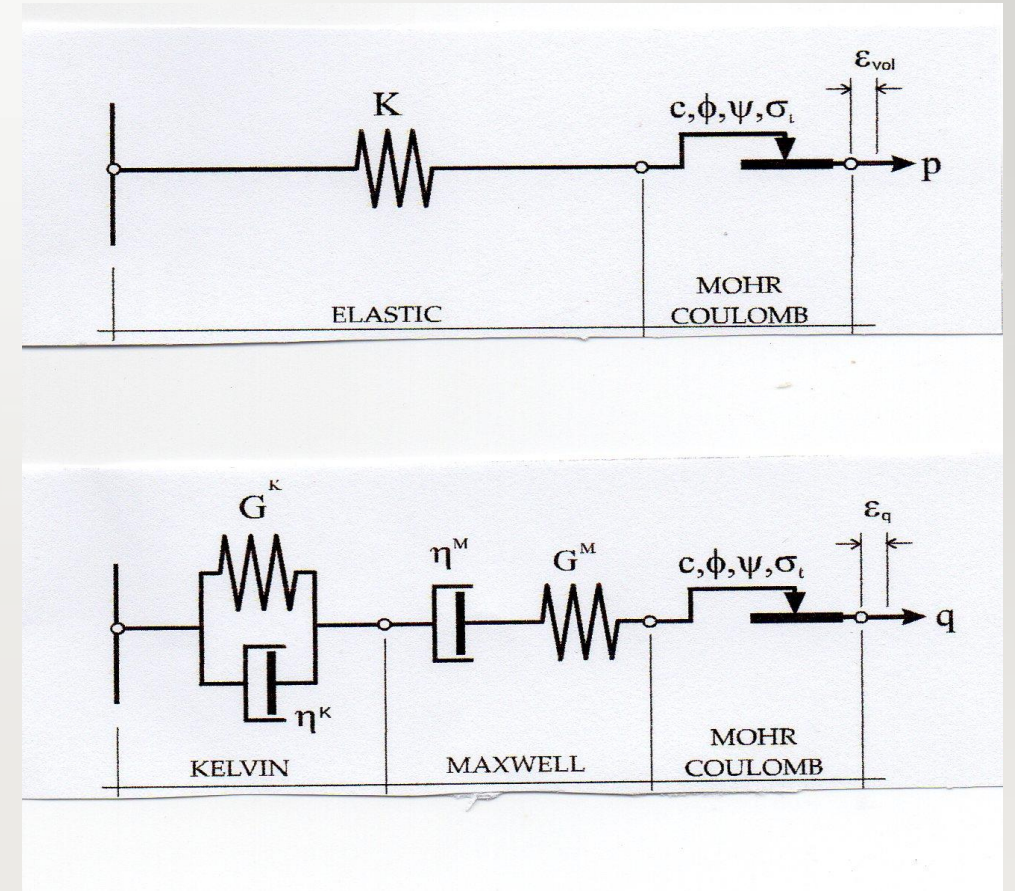 εvol
K
c,ϕ,ψ,σt
p
MOHR
ELASTIC
COULOMB
G^K
εq
η^M
G^M
c,ϕ,ψ,σt
q
η^K
MOHR
KELVIN
MAXWELL
COULOMB